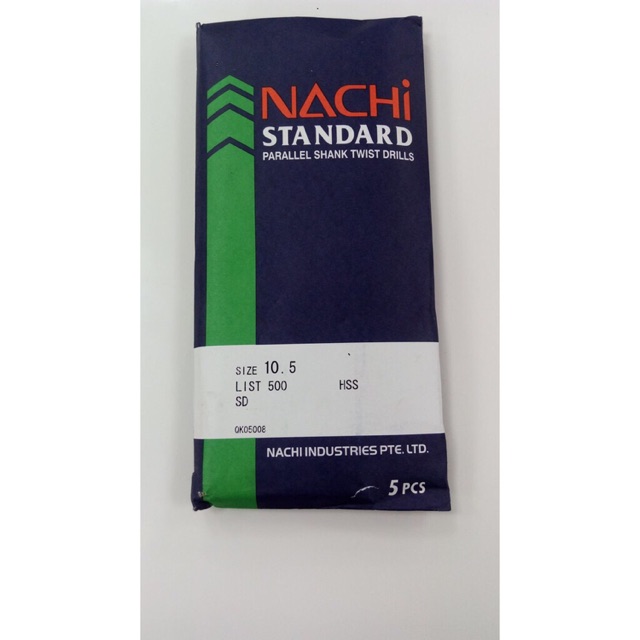 NACHi
STANDARD
PARALLEL SHANK TWIST DRILLS
SIZE 10.5
LIST 500 HSS
SD
QK05008
NACHI INDUSTRIES PTE. LTD.
5 PCS